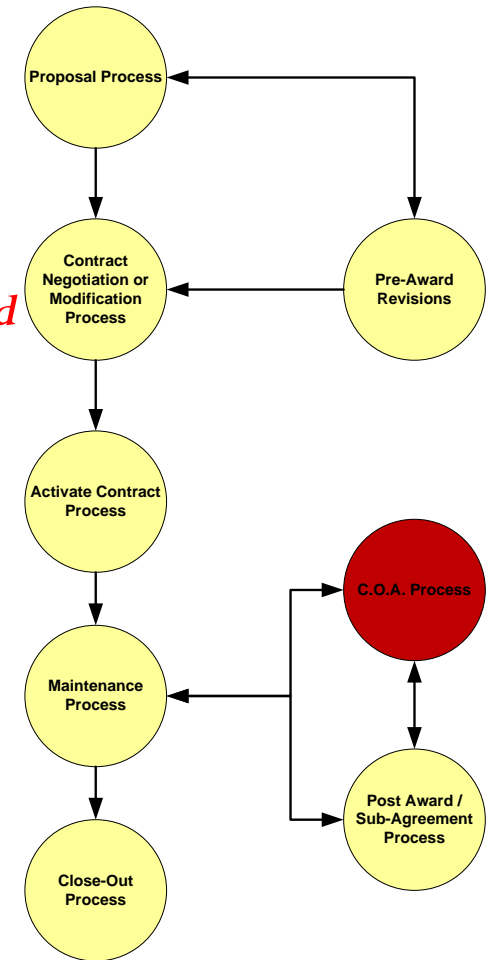 Proposal Process
Contract
Negotiation or
Modification
Process
Pre-Award
Revisions
d
Activate Contract
Process
C.O.A. Process
Maintenance
Process
Post Award /
Sub-Agreement
Process
Close-Out
Process